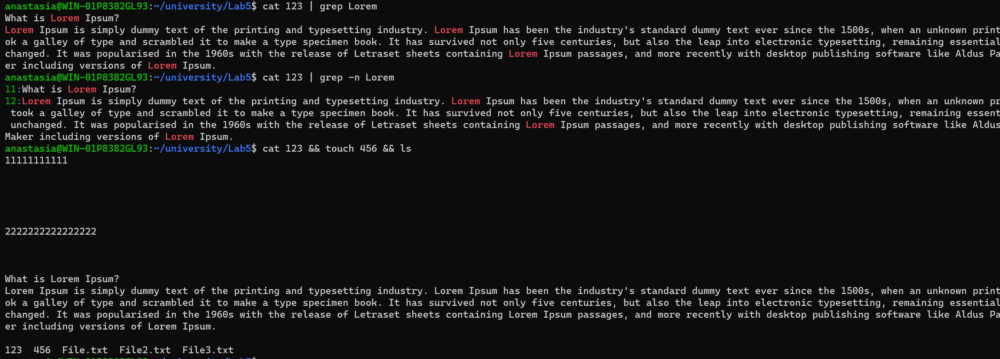 anastasia@WIN-01P8382GL93:~/university/Lab5$ cat 123 | grep Lorem
What is Lorem Ipsum?
Lorem Ipsum is simply dummy text of the printing and typesetting industry. Lorem Ipsum has been the industry's standard dummy text ever since the 1500s, when an unknown print
ok a galley of type and scrambled it to make a type specimen book. It has survived not only five centuries, but also the leap into electronic typesetting, remaining essential
changed. It was popularised in the 1960s with the release of Letraset sheets containing Lorem Ipsum passages, and more recently with desktop publishing software like Aldus Pa
er including versions of Lorem Ipsum.
anastasia@WIN-01P8382GL93:~/university/Lab5$ cat 123 | grep -n Lorem
11:What is Lorem Ipsum?
12:Lorem Ipsum is simply dummy text of the printing and typesetting industry. Lorem Ipsum has been the industry's standard dummy text ever since the 1500s, when an unknown pr
took a galley of type and scrambled it to make a type specimen book. It has survived not only five centuries, but also the leap into electronic typesetting, remaining essent
unchanged. It was popularised in the 1960s with the release of Letraset sheets containing Lorem Ipsum passages, and more recently with desktop publishing software like Aldus
Maker including versions of Lorem Ipsum.
anastasia@WIN-01P8382GL93:~/university/Lab5$ cat 123 && touch 456 && ls
11111111111
2222222222222222
What is Lorem Ipsum?
Lorem Ipsum is simply dummy text of the printing and typesetting industry. Lorem Ipsum has been the industry's standard dummy text ever since the 1500s, when an unknown print
ok a galley of type and scrambled it to make a type specimen book. It has survived not only five centuries, but also the leap into electronic typesetting, remaining essential
changed. It was popularised in the 1960s with the release of Letraset sheets containing Lorem Ipsum passages, and more recently with desktop publishing software like Aldus Pa
er including versions of Lorem Ipsum.
123 456 File.txt File2.txt File3.txt